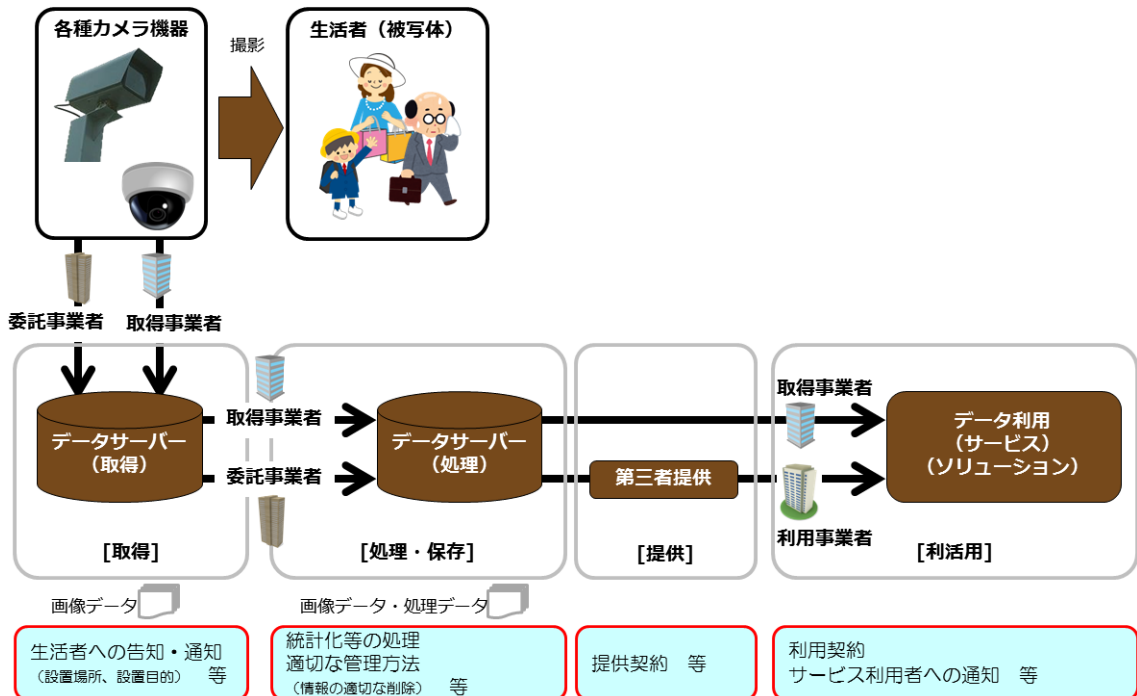 各種カメラ機器
撮影
生活者（被写体）
委託事業者
取得事業者
データサーバー
（取得）
取得事業者
委託事業者
データサーバー
（処理）
第三者提供
取得事業者
利用事業者
データ利用
（サービス）
（ソリューション）
[取得]
[処理・保存]
[提供]
[利活用]
画像データ
画像データ・処理データ
生活者への告知・通知
（設置場所、設置目的） 等
統計化等の処理
適切な管理方法
（情報の適切な削除） 等
提供契約 等
利用契約
サービス利用者への通知 等